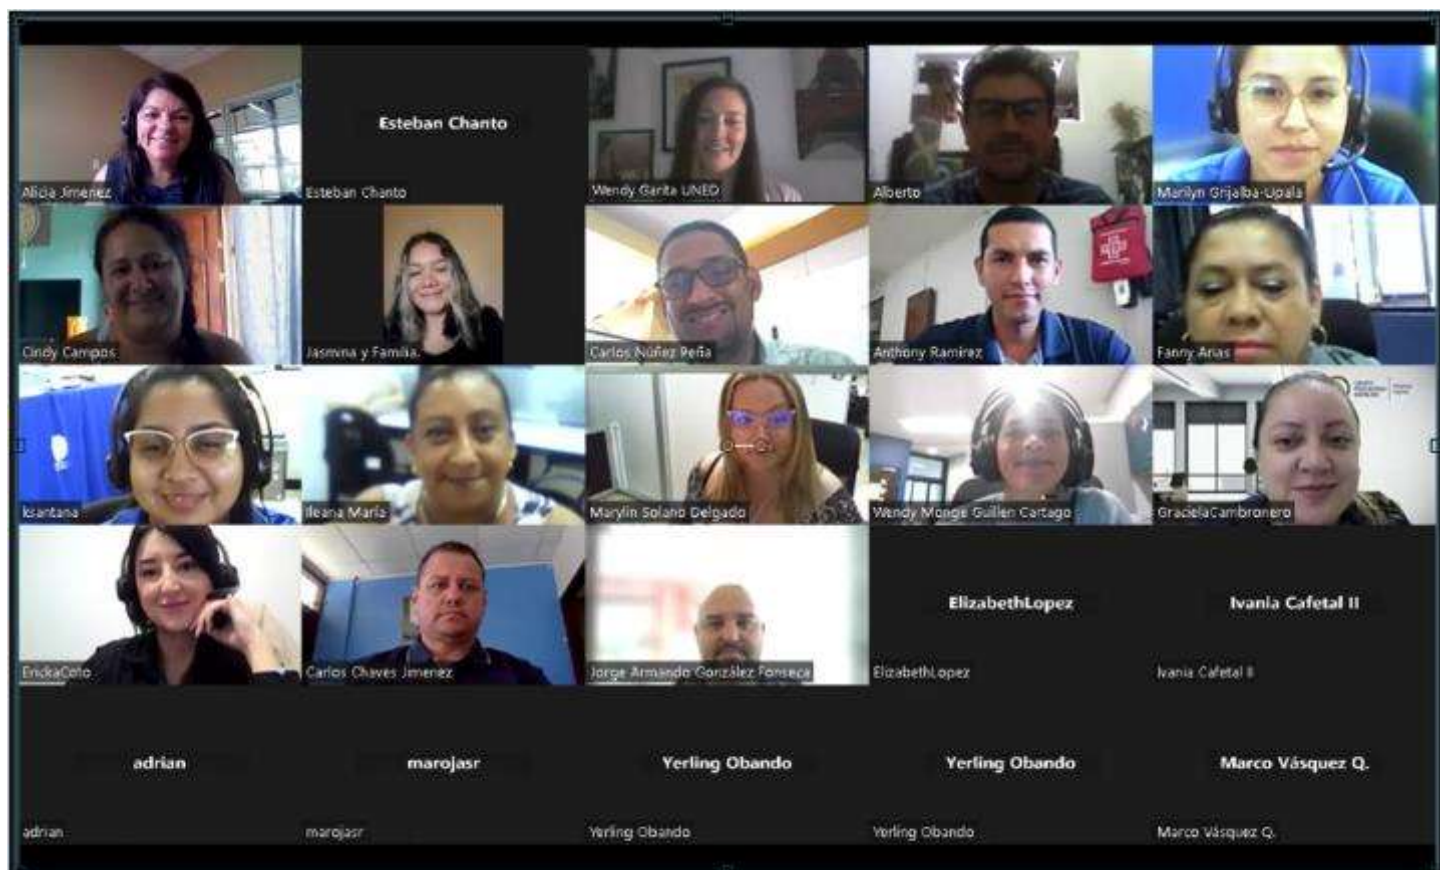 Esteban Chanto
Alicia Jimenez
Esteban Chanto
Wendy Garita UNED
Alberto
Marilyn Grijalba-Upala
Cindy Campos
Jasmina y Familia.
Carlos Núñez Peña
Anthony Ramírez
Fanny Arias
ksantana
Ileana María
Marylin Solano Delgado
Wendy Monge Guillen Cartago
GracielaCambronero
ElizabethLopez
Ivania Cafetal II
ErickaCoto
Carlos Chaves Jimenez
Jorge Armando González Fonseca
ElizabethLopez
Ivania Cafetal II
adrian
marojasr
Yerling Obando
Yerling Obando
Marco Vásquez Q.
adrian
marojasr
Yerling Obando
Yerling Obando
Marco Vásquez Q.